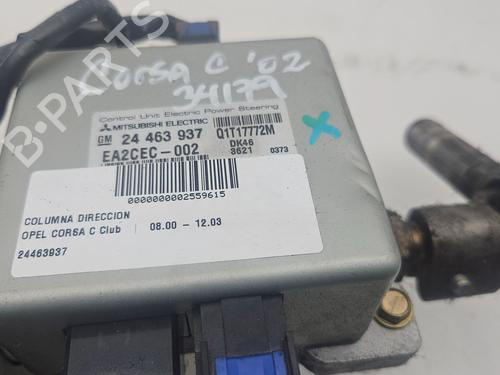 B-PARTS
CORSA C '02
34179
Control Unit Electric Power Steering
MITSUBISHI ELECTRIC
GM 24 463 937 Q1T17772M
EA2CEC-002 DK46
3621 0373
0000000002559615
COLUMNA DIRECCION
OPEL CORSA C Club | 08.00 - 12.03
24463937